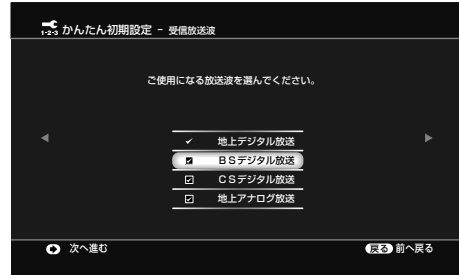 1-2-3 かんたん初期設定 - 受信放送波
ご使用になる放送波を選んでください。
地上デジタル放送
BSデジタル放送
CSデジタル放送
地上アナログ放送
次へ進む 戻る 前へ戻る